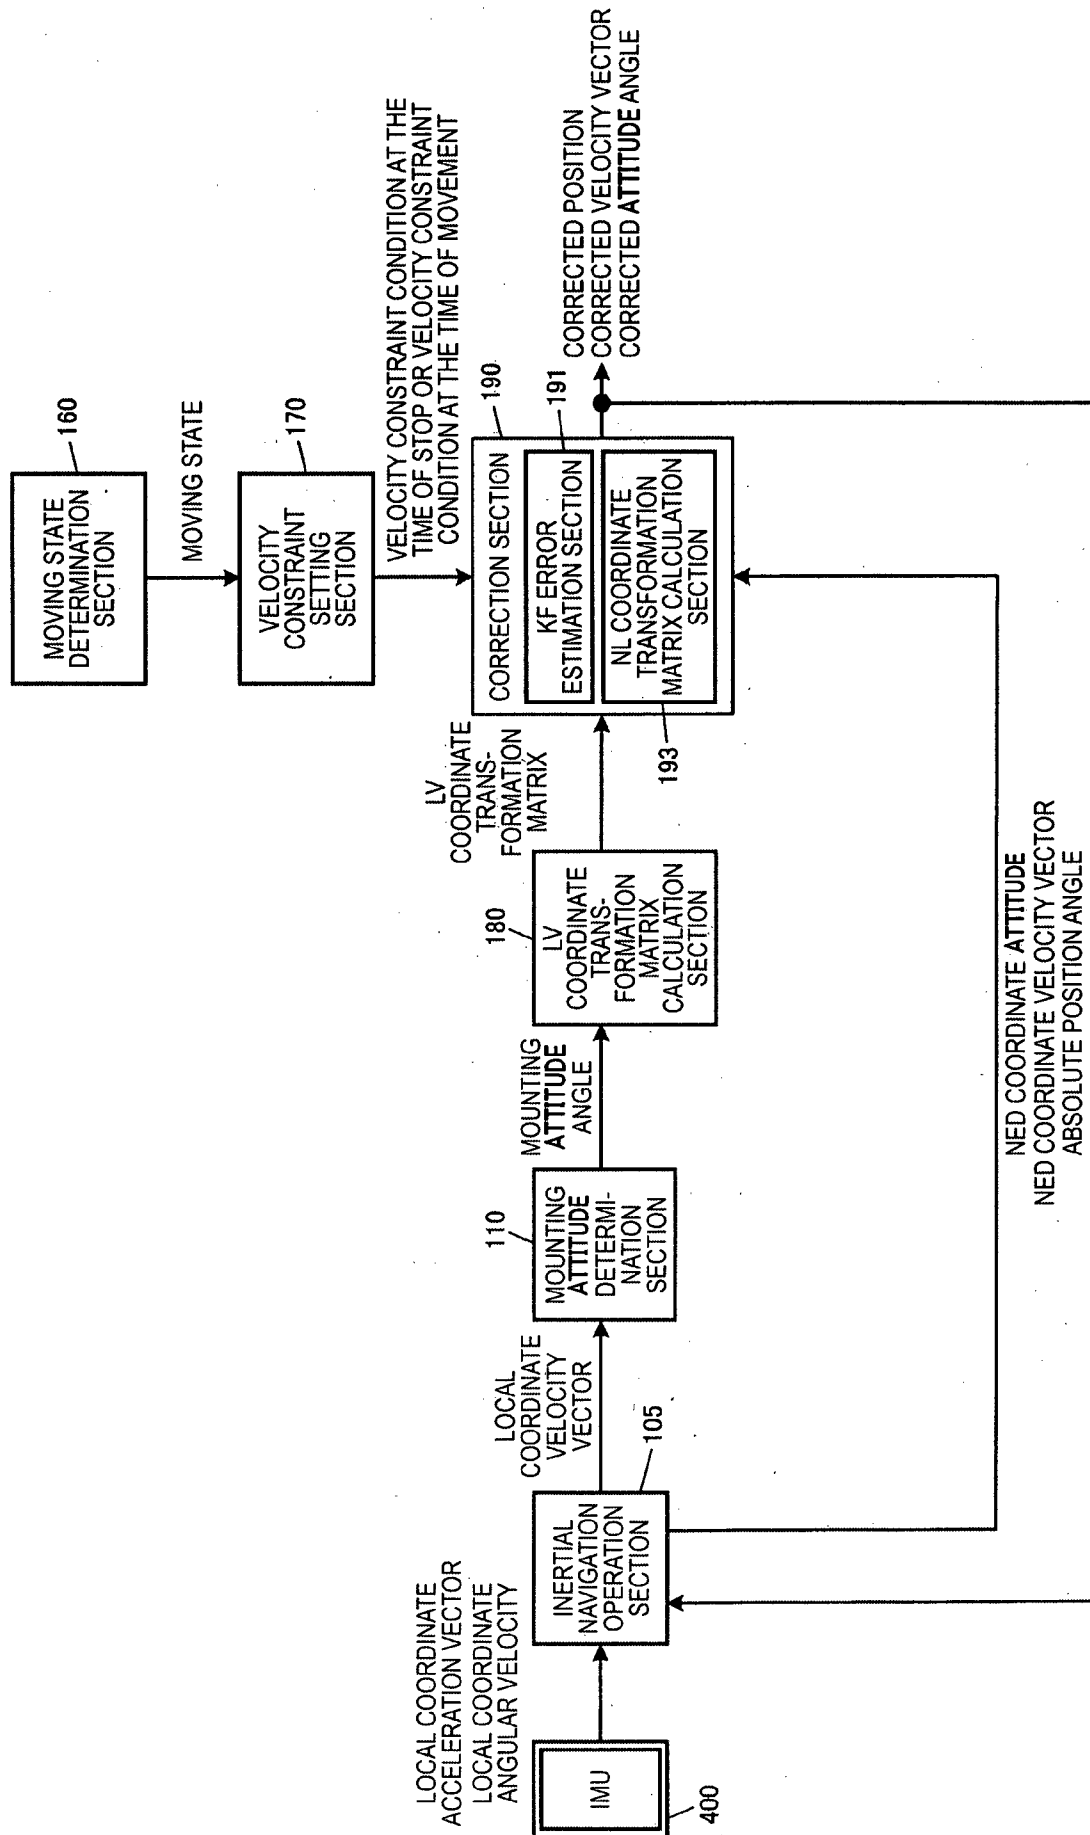 160
MOVING STATE
DETERMINATION
SECTION
MOVING STATE
170
VELOCITY
CONSTRAINT
SETTING
SECTION
VELOCITY CONSTRAINT CONDITION AT THE
TIME OF STOP OR VELOCITY CONSTRAINT
CONDITION AT THE TIME OF MOVEMENT
LOCAL COORDINATE
ACCELERATION VECTOR
LOCAL COORDINATE
ANGULAR VELOCITY
IMU
400
INERTIAL
NAVIGATION
OPERATION
SECTION
105
LOCAL
COORDINATE
VELOCITY
VECTOR
110
MOUNTING
ATTITUDE
DETERMI-
NATION
SECTION
MOUNTING
ATTITUDE
ANGLE
180
LV
COORDINATE
TRANS-
FORMATION
MATRIX
CALCULATION
SECTION
LV
COORDINATE
TRANS-
FORMATION
MATRIX
190
CORRECTION SECTION
191
KF ERROR
ESTIMATION SECTION
NL COORDINATE
TRANSFORMATION
MATRIX CALCULATION
SECTION
193
CORRECTED POSITION
CORRECTED VELOCITY VECTOR
CORRECTED ATTITUDE ANGLE
NED COORDINATE ATTITUDE
NED COORDINATE VELOCITY VECTOR
ABSOLUTE POSITION ANGLE